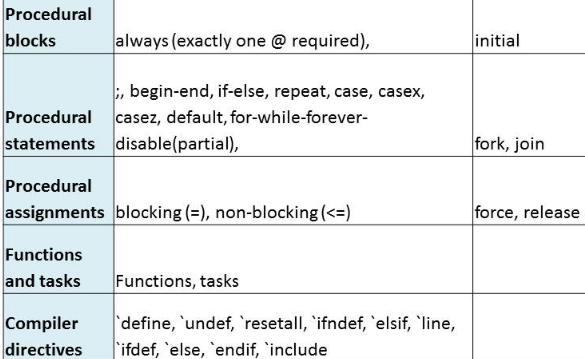 Procedural
blocks
always (exactly one @ required),
initial
Procedural
statements
;, begin-end, if-else, repeat, case, casex,
casez, default, for-while-forever-
disable(partial),
fork, join
Procedural
assignments
blocking (=), non-blocking (<=)
force, release
Functions
and tasks
Functions, tasks
Compiler
directives
`define, `undef, `resetall, `ifndef, `elsif, `line,
`ifdef, `else, `endif, `include